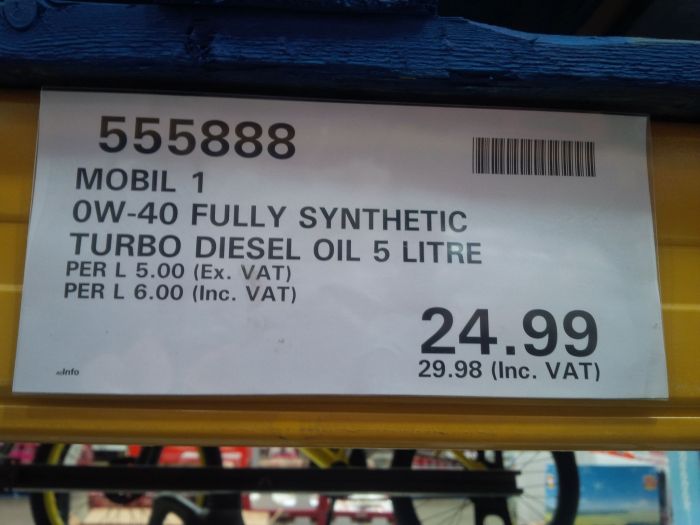 555888
MOBIL 1
0W-40 FULLY SYNTHETIC
TURBO DIESEL OIL 5 LITRE
PER L 5.00 (Ex. VAT)
PER L 6.00 (Inc. VAT)
24.99
29.98 (Inc. VAT)